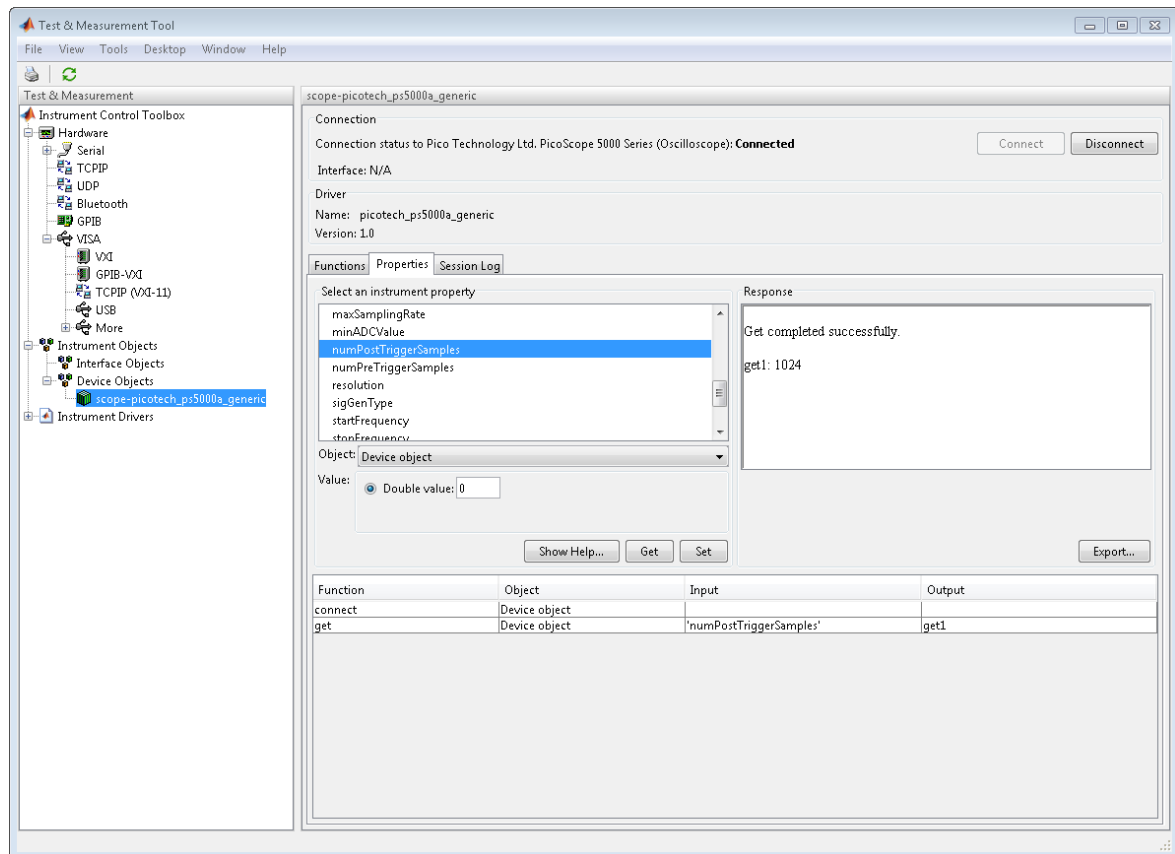 Test & Measurement Tool
File View Tools Desktop Window Help
Test & Measurement
Instrument Control Toolbox
Hardware
Serial
TCPIP
UDP
Bluetooth
GPIB
VISA
VXI
GPIB-VXI
TCPIP (VXI-11)
USB
More
Instrument Objects
Interface Objects
Device Objects
scope-picotech_ps5000a_generic
Instrument Drivers
scope-picotech_ps5000a_generic
Connection
Connection status to Pico Technology Ltd. PicoScope 5000 Series (Oscilloscope): Connected
Connect Disconnect
Interface: N/A
Driver
Name: picotech_ps5000a_generic
Version: 1.0
Functions Properties Session Log
Select an instrument property
maxSamplingRate
minADCValue
numPostTriggerSamples
numPreTriggerSamples
resolution
sigGenType
startFrequency
stopFrequency
Object: Device object
Value: Double value: 0
Show Help... Get Set
Response
Get completed successfully.
get1: 1024
Export...
Function Object Input Output
connect Device object
get Device object 'numPostTriggerSamples' get1